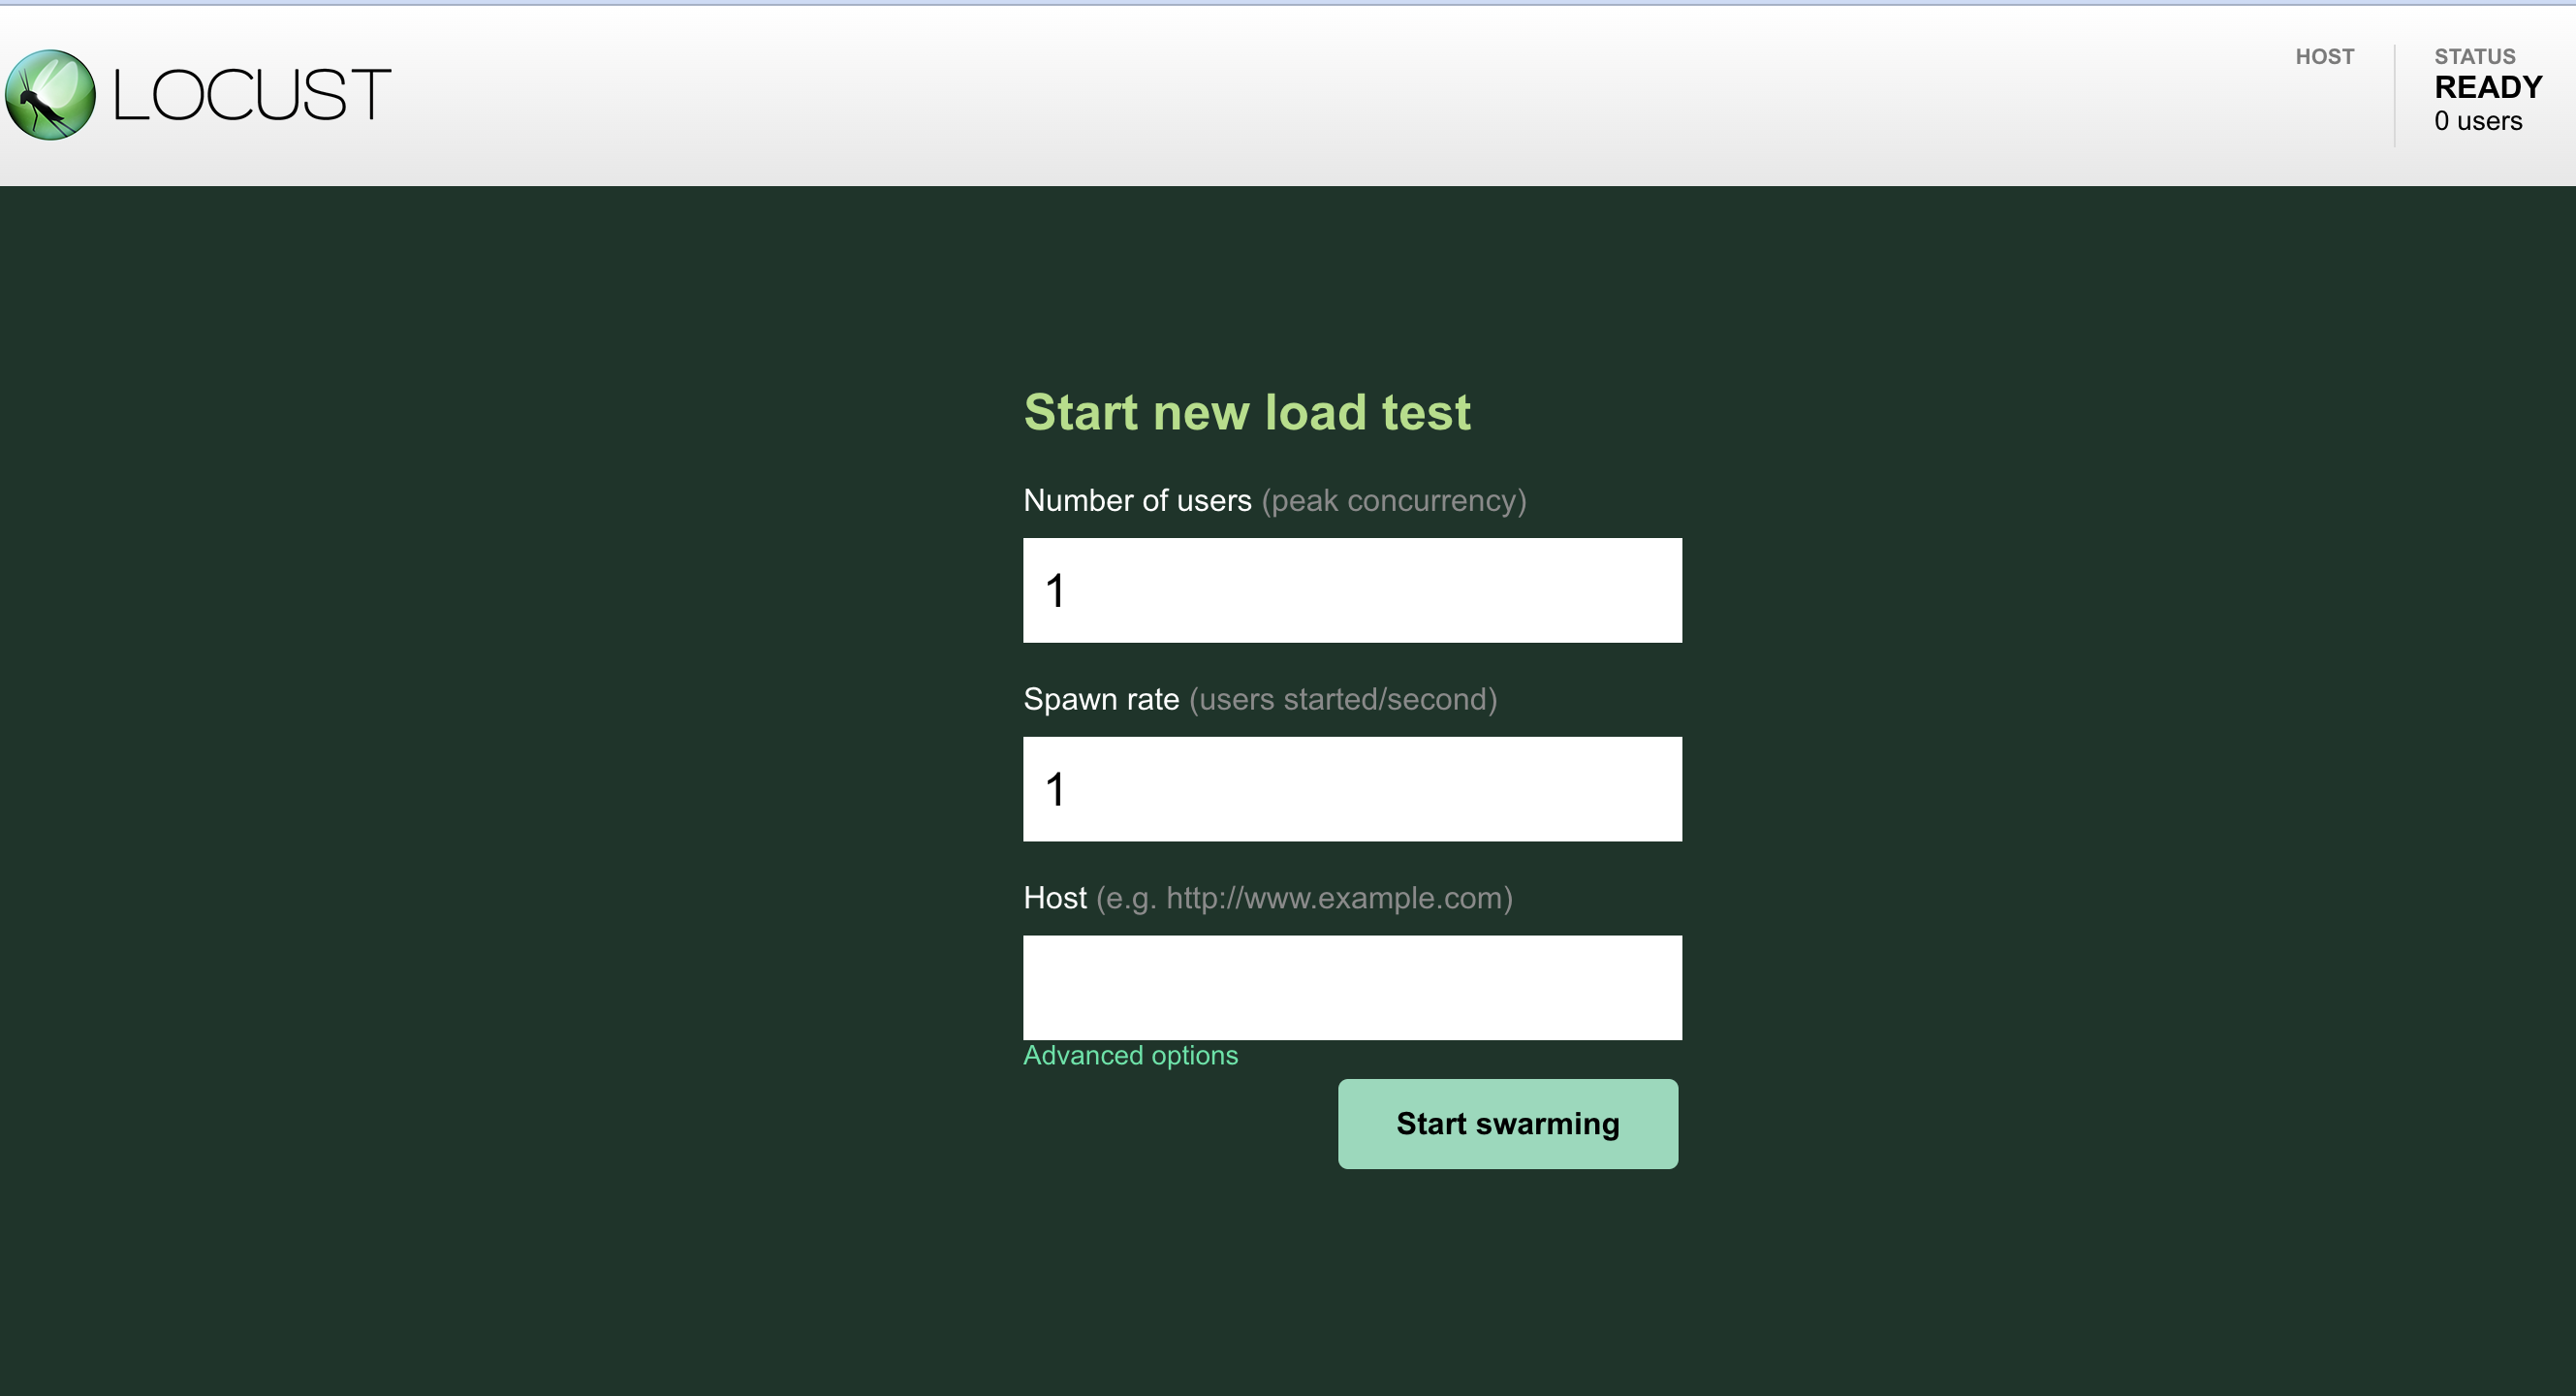 LOCUST
HOST
STATUS
READY
0 users
Start new load test
Number of users (peak concurrency)
1
Spawn rate (users started/second)
1
Host (e.g. http://www.example.com)
Advanced options
Start swarming